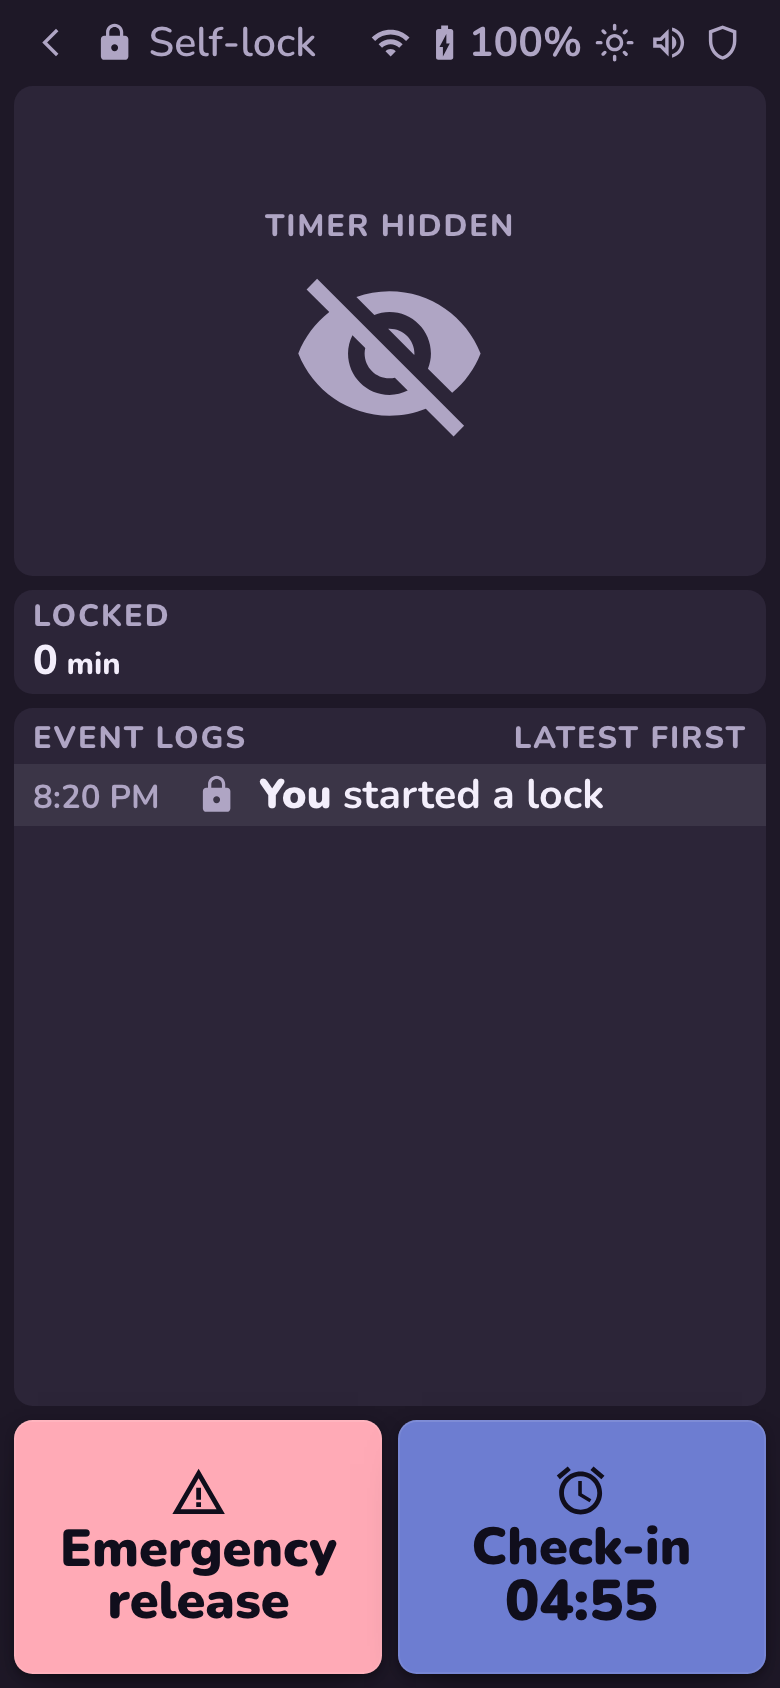 Self-lock 100%
TIMER HIDDEN
LOCKED
0 min
EVENT LOGS LATEST FIRST
8:20 PM You started a lock
Emergency
release
Check-in
04:55